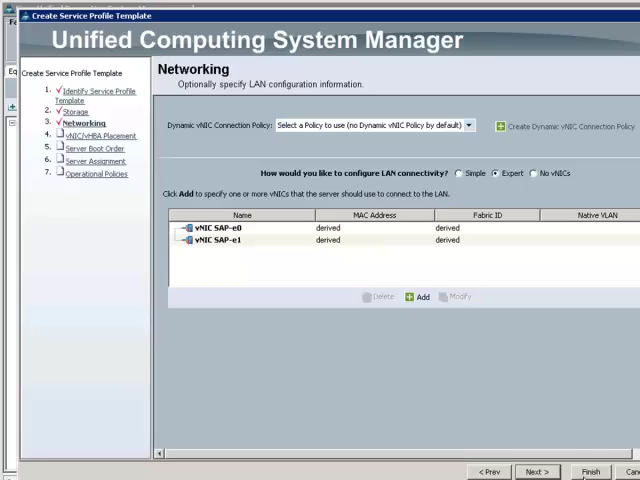 Create Service Profile Template
Unified Computing System Manager
Create Service Profile Template
1. Identify Service Profile
Template
2. Storage
3. Networking
4. vNIC/vHBA Placement
5. Server Boot Order
6. Server Assignment
7. Operational Policies
Eq
Networking
Optionally specify LAN configuration information.
Dynamic vNIC Connection Policy: Select a Policy to use (no Dynamic vNIC Policy by default) Create Dynamic vNIC Connection Policy
How would you like to configure LAN connectivity? Simple Expert No vNICs
Click Add to specify one or more vNICs that the server should use to connect to the LAN.
Name MAC Address Fabric ID Native VLAN
vNIC SAP-e0 derived derived
vNIC SAP-e1 derived derived
Delete Add Modify
< Prev Next > Finish Canc